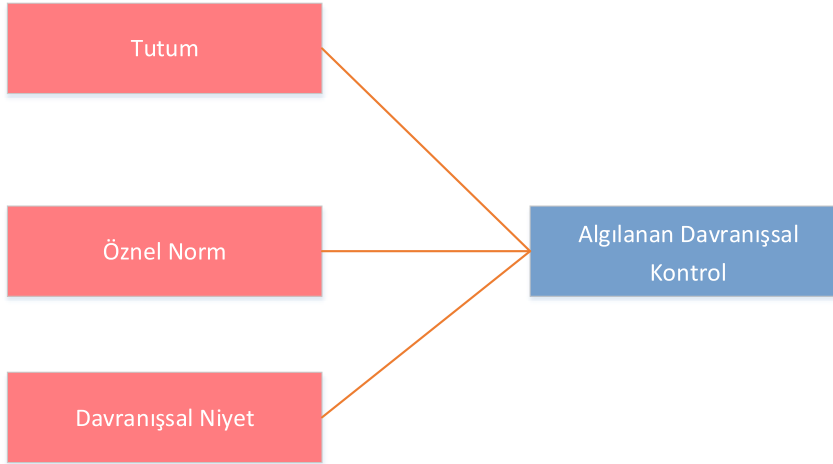 Tutum
Öznel Norm
Algılanan Davranışsal
Kontrol
Davranışsal Niyet